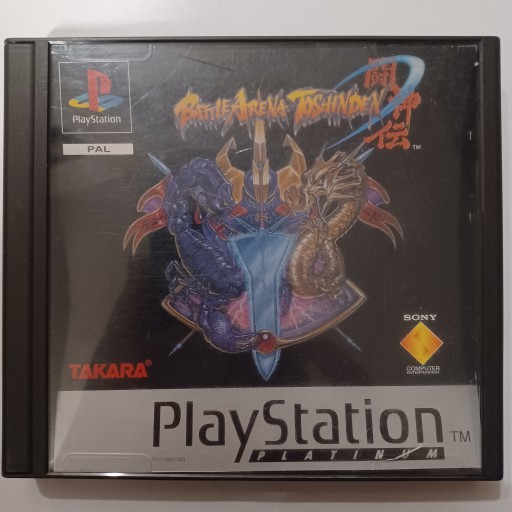 PlayStation
PAL
BATTLE ARENA TOSHINDEN
闘神伝
TM
SONY
COMPUTER
ENTERTAINMENT
TAKARA®
PlayStation TM
PLATINUM